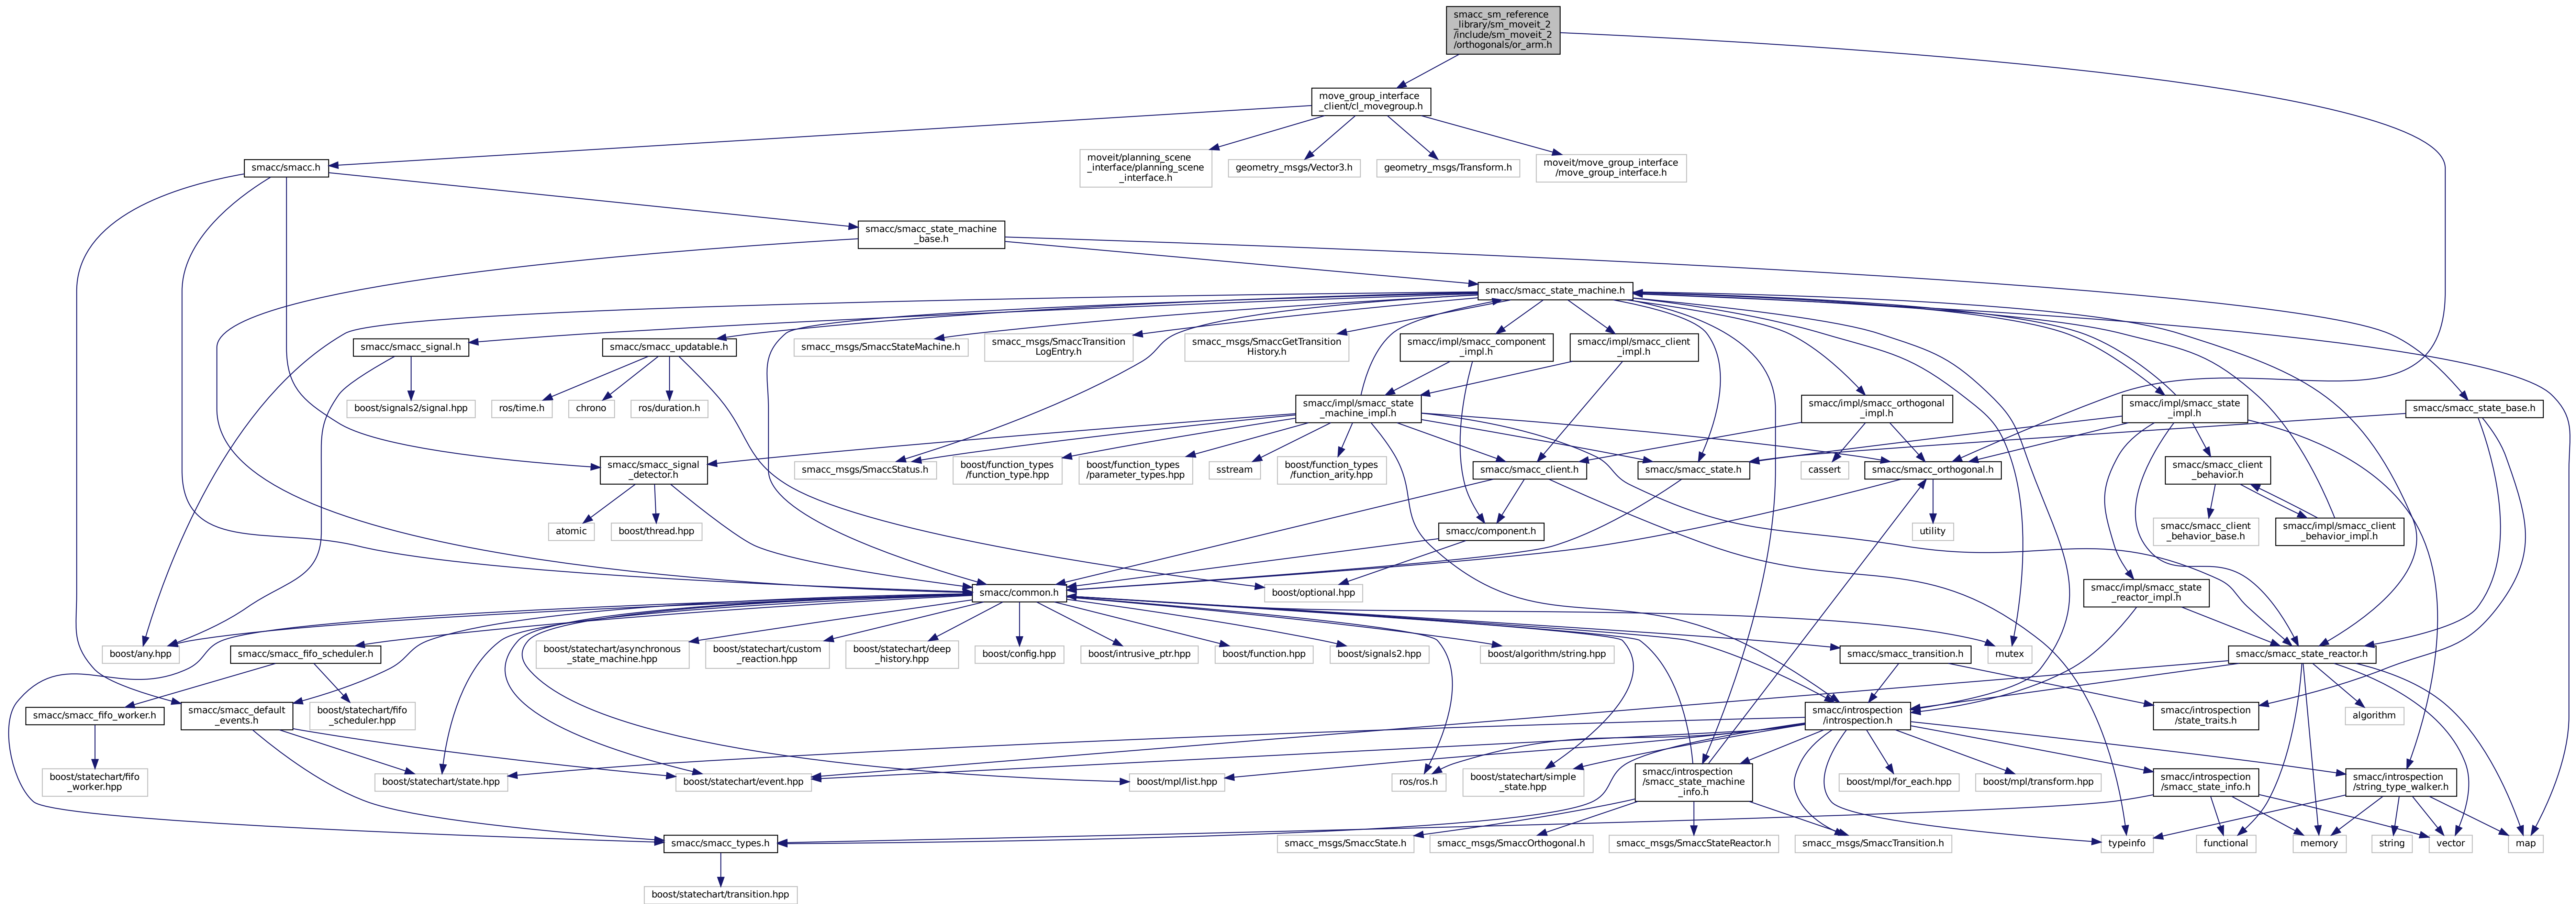 smacc_sm_reference
_library/sm_moveit_2
/include/sm_moveit_2
/orthogonals/or_arm.h
move_group_interface
_client/cl_movegroup.h
smacc/smacc.h
moveit/planning_scene
_interface/planning_scene
_interface.h
geometry_msgs/Vector3.h
geometry_msgs/Transform.h
moveit/move_group_interface
/move_group_interface.h
smacc/smacc_state_machine
_base.h
smacc/smacc_state_machine.h
smacc/smacc_signal.h
smacc/smacc_updatable.h
smacc_msgs/SmaccStateMachine.h
smacc_msgs/SmaccTransition
LogEntry.h
smacc_msgs/SmaccGetTransition
History.h
smacc/impl/smacc_component
_impl.h
smacc/impl/smacc_client
_impl.h
boost/signals2/signal.hpp
ros/time.h
chrono
ros/duration.h
smacc/impl/smacc_state
_machine_impl.h
smacc/impl/smacc_orthogonal
_impl.h
smacc/impl/smacc_state
_impl.h
smacc/smacc_state_base.h
smacc/smacc_signal
_detector.h
smacc_msgs/SmaccStatus.h
boost/function_types
/function_type.hpp
boost/function_types
/parameter_types.hpp
sstream
boost/function_types
/function_arity.hpp
smacc/smacc_client.h
smacc/smacc_state.h
cassert
smacc/smacc_orthogonal.h
smacc/smacc_client
_behavior.h
atomic
boost/thread.hpp
smacc/component.h
utility
smacc/smacc_client
_behavior_base.h
smacc/impl/smacc_client
_behavior_impl.h
smacc/common.h
boost/optional.hpp
smacc/impl/smacc_state
_reactor_impl.h
boost/any.hpp
smacc/smacc_fifo_scheduler.h
boost/statechart/asynchronous
_state_machine.hpp
boost/statechart/custom
_reaction.hpp
boost/statechart/deep
_history.hpp
boost/config.hpp
boost/intrusive_ptr.hpp
boost/function.hpp
boost/signals2.hpp
boost/algorithm/string.hpp
smacc/smacc_transition.h
mutex
smacc/smacc_state_reactor.h
smacc/smacc_fifo_worker.h
smacc/smacc_default
_events.h
boost/statechart/fifo
_scheduler.hpp
smacc/introspection
/introspection.h
smacc/introspection
/state_traits.h
algorithm
boost/statechart/fifo
_worker.hpp
boost/statechart/state.hpp
boost/statechart/event.hpp
boost/mpl/list.hpp
ros/ros.h
boost/statechart/simple
_state.hpp
smacc/introspection
/smacc_state_machine
_info.h
boost/mpl/for_each.hpp
boost/mpl/transform.hpp
smacc/introspection
/smacc_state_info.h
smacc/introspection
/string_type_walker.h
smacc/smacc_types.h
smacc_msgs/SmaccState.h
smacc_msgs/SmaccOrthogonal.h
smacc_msgs/SmaccStateReactor.h
smacc_msgs/SmaccTransition.h
typeinfo
functional
memory
string
vector
map
boost/statechart/transition.hpp